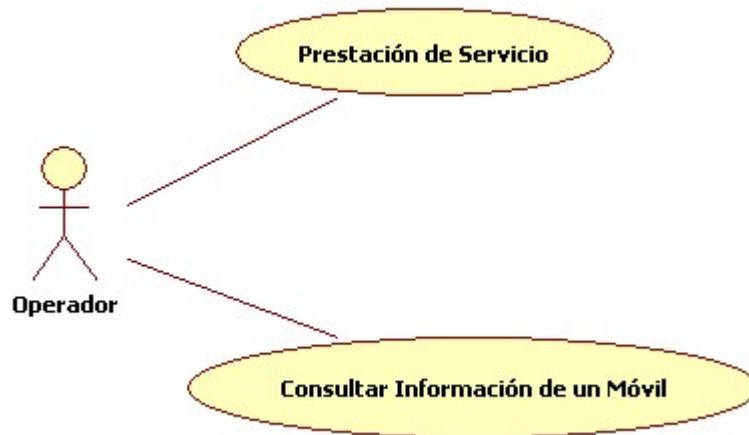 Prestación de Servicio
Operador
Consultar Información de un Móvil